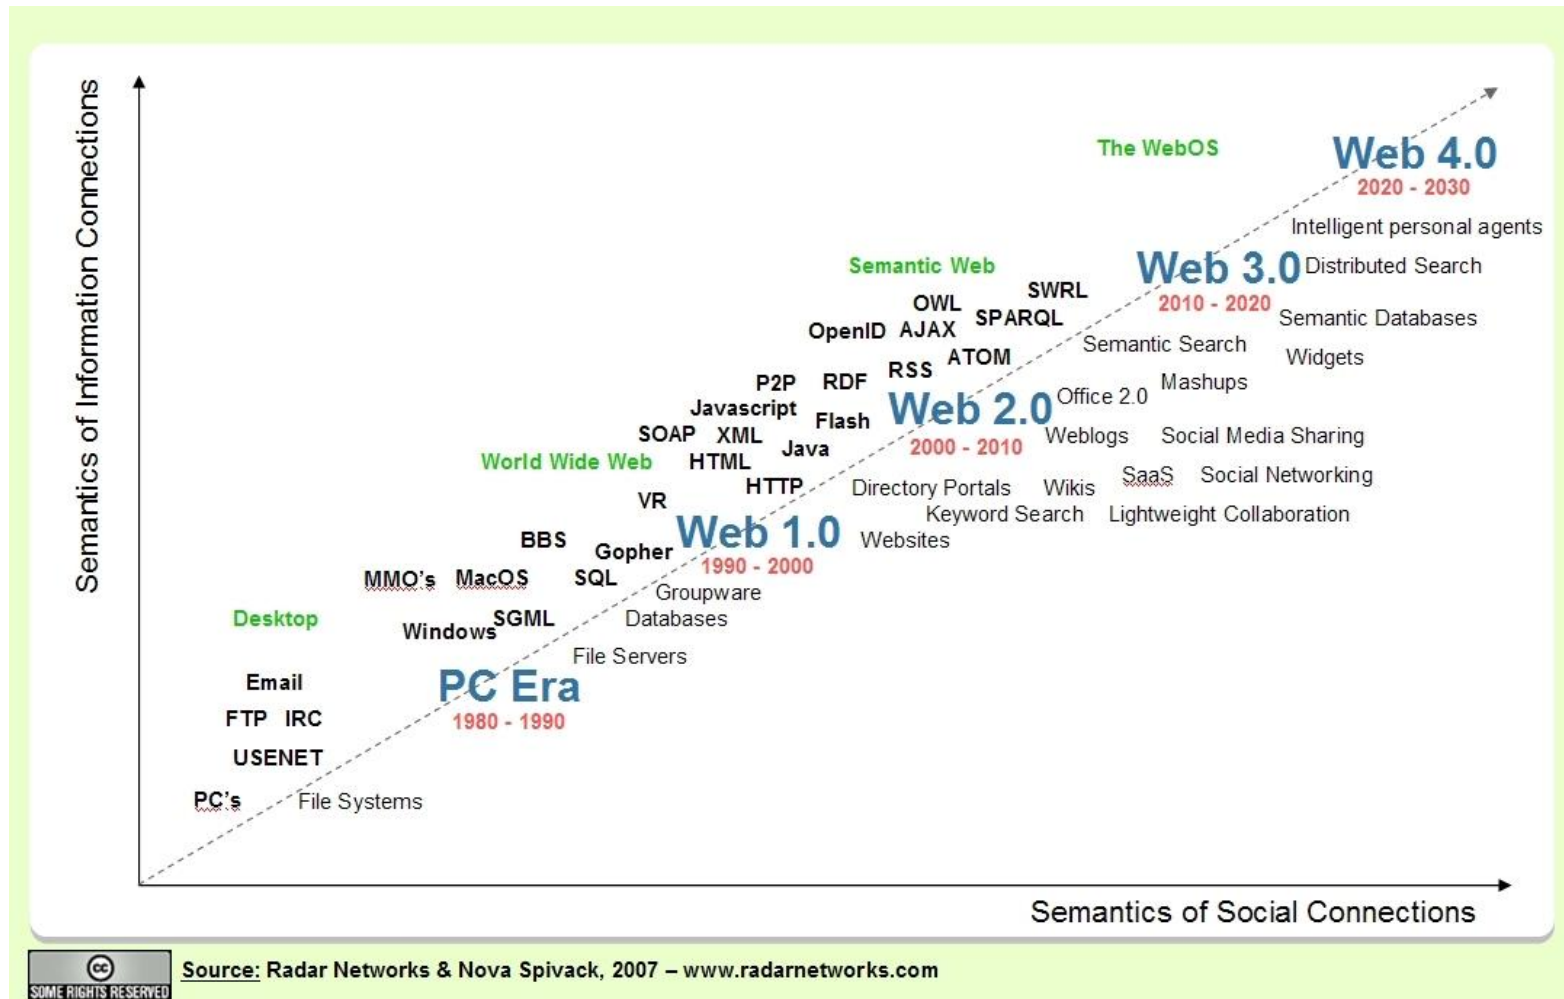 Semantics of Information Connections
The WebOS
Web 4.0
2020 - 2030
Intelligent personal agents
Semantic Web
Web 3.0
Distributed Search
2010 - 2020
SWRL
OWL
SPARQL
Semantic Databases
OpenID
AJAX
Semantic Search
Widgets
ATOM
RSS
P2P
RDF
Mashups
Office 2.0
Javascript
Web 2.0
Flash
SOAP
XML
Weblogs
Social Media Sharing
Java
2000 - 2010
World Wide Web
HTML
SaaS
Social Networking
HTTP
Directory Portals
Wikis
VR
Keyword Search
Lightweight Collaboration
Web 1.0
Websites
BBS
Gopher
1990 - 2000
MMO's
MacOS
SQL
Groupware
Desktop
SGML
Databases
Windows
File Servers
Email
PC Era
1980 - 1990
FTP
IRC
USENET
PC's
File Systems
Semantics of Social Connections
cc
SOME RIGHTS RESERVED
Source: Radar Networks & Nova Spivack, 2007 – www.radarnetworks.com